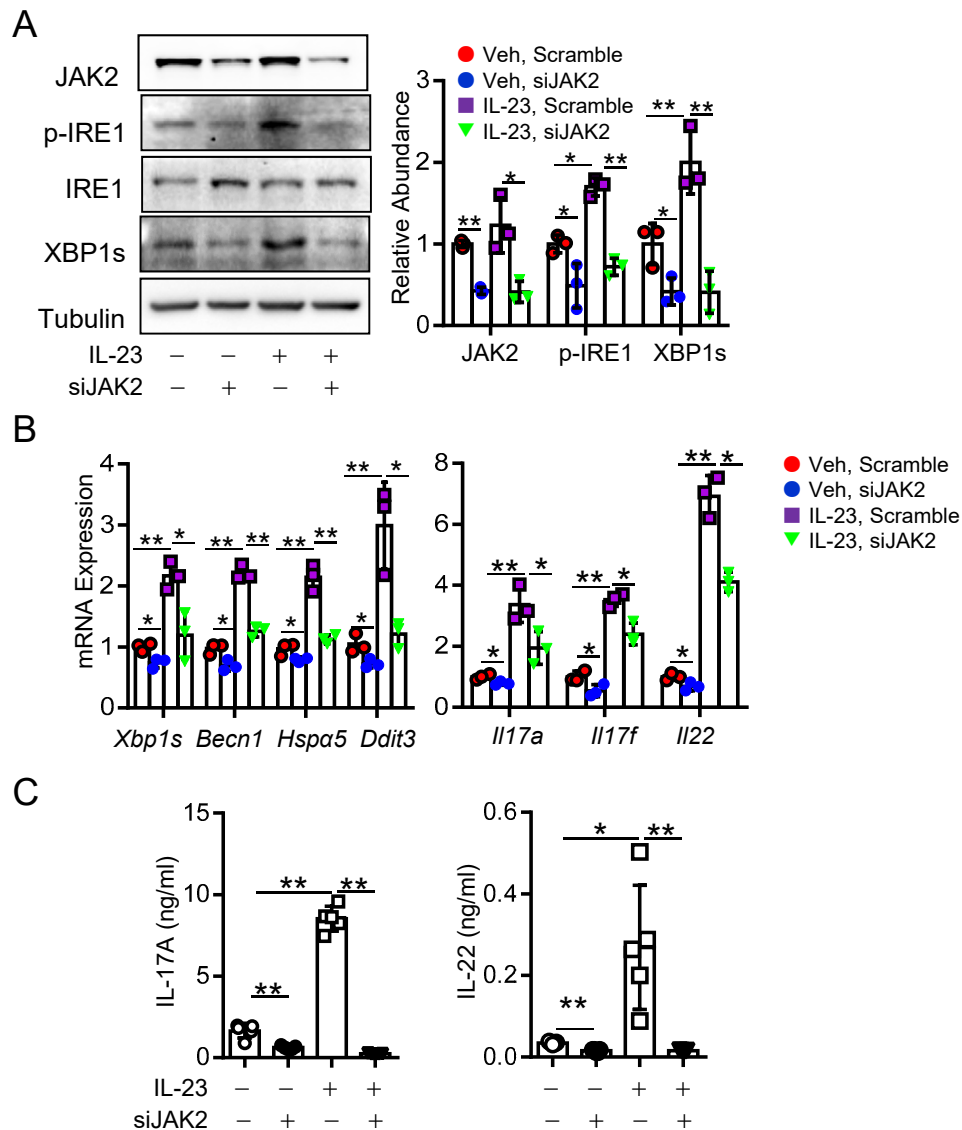 A
JAK2
p-IRE1
IRE1
XBP1s
Tubulin
IL-23 – – + +
siJAK2 – + – +
Veh, Scramble
Veh, siJAK2
IL-23, Scramble
IL-23, siJAK2
Relative Abundance
3
2
1
0
** * * * ** ** * **
JAK2 p-IRE1 XBP1s
B
mRNA Expression
4
3
2
1
0
** * ** ** ** ** ** *
* * * *
Xbp1s Becn1 Hspα5 Ddit3
8
6
4
2
0
** * ** * ** *
* * *
Il17a Il17f Il22
Veh, Scramble
Veh, siJAK2
IL-23, Scramble
IL-23, siJAK2
C
IL-17A (ng/ml)
15
10
5
0
** **
**
IL-23 – – + +
siJAK2 – + – +
IL-22 (ng/ml)
0.6
0.4
0.2
0.0
* **
**
– – + +
– + – +